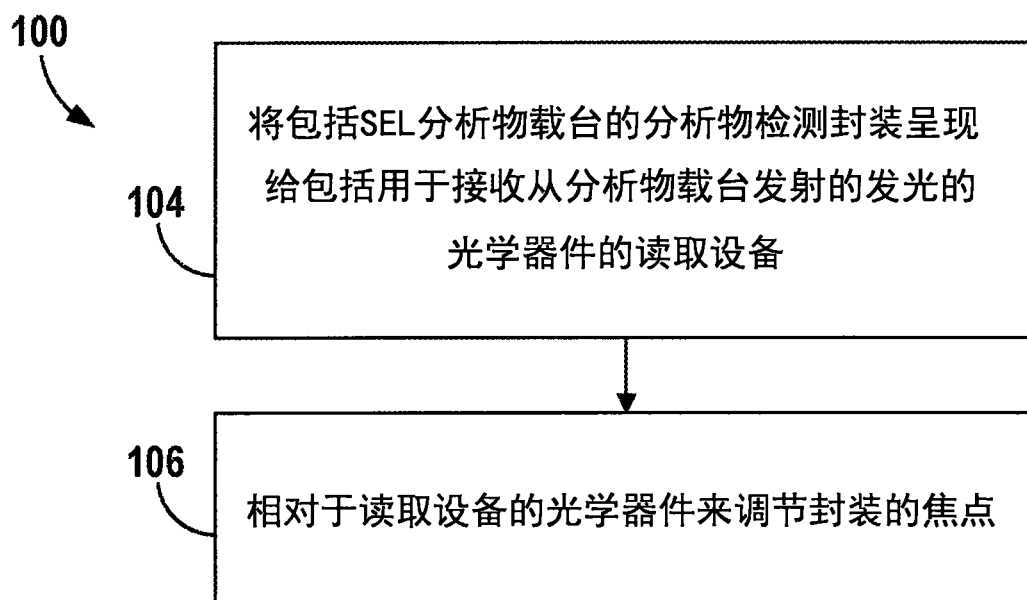 100
将包括SEL分析物载台的分析物检测封装呈现
给包括用于接收从分析物载台发射的发光的
光学器件的读取设备
104
106
相对于读取设备的光学器件来调节封装的焦点